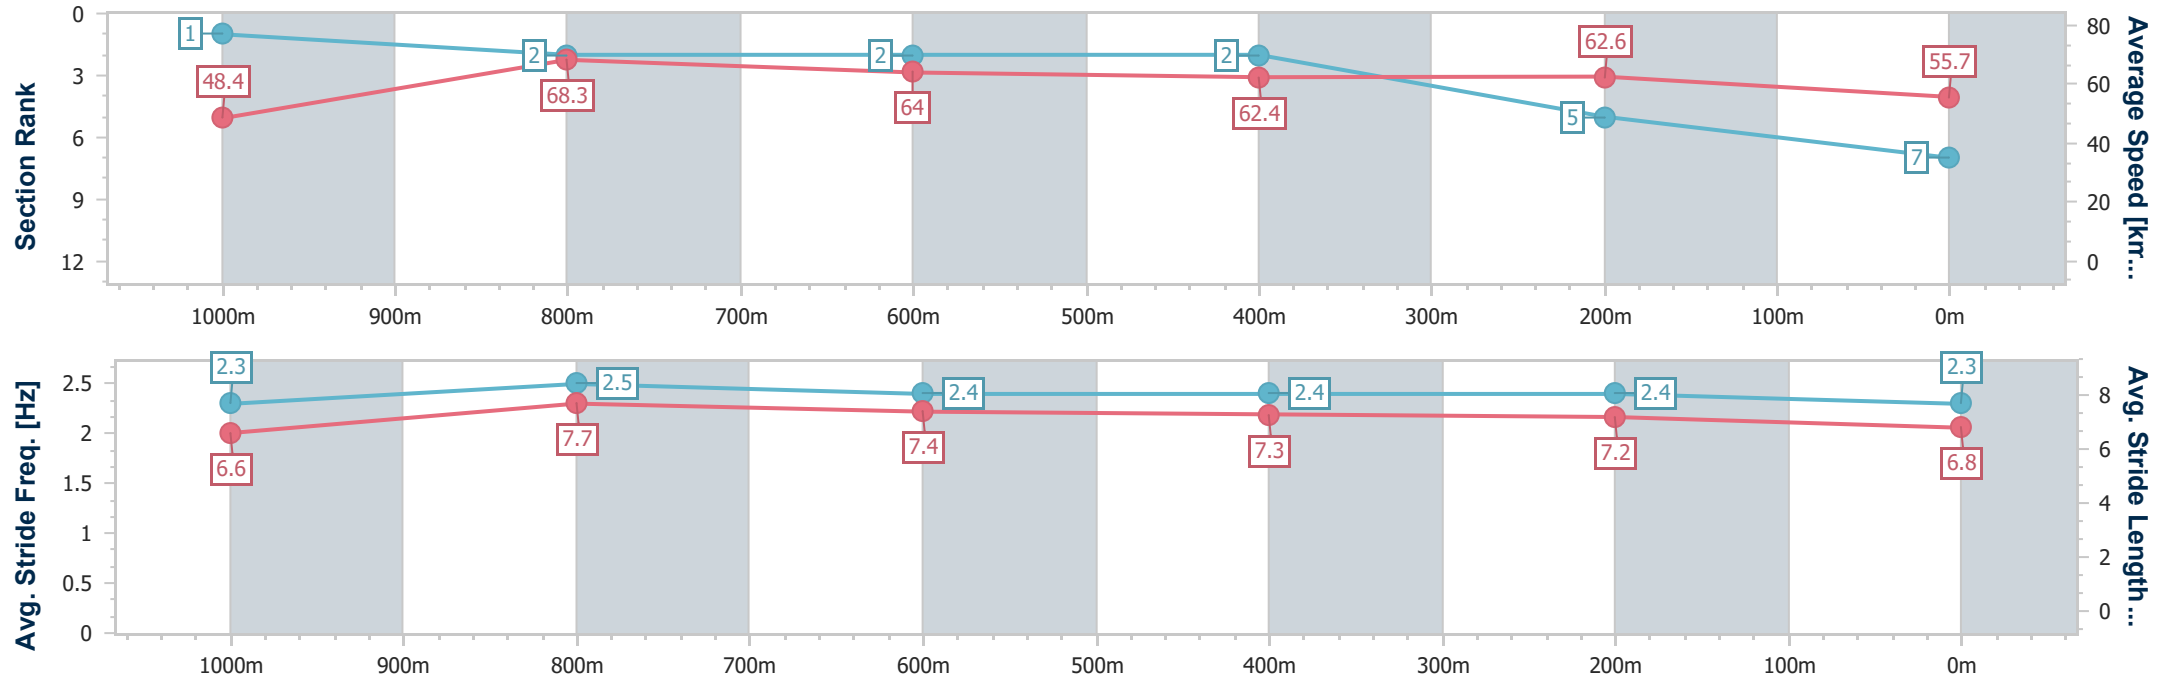 Section Rank
0
3
6
9
12
1
2
2
2
5
7
48.4
68.3
64
62.4
62.6
55.7
80
60
40
20
0
Average Speed [km...
1000m
900m
800m
700m
600m
500m
400m
300m
200m
100m
0m
Avg. Stride Freq. [Hz]
2.5
2
1.5
1
0.5
0
2.3
2.5
2.4
2.4
2.4
2.3
6.6
7.7
7.4
7.3
7.2
6.8
8
6
4
2
0
Avg. Stride Length...
1000m
900m
800m
700m
600m
500m
400m
300m
200m
100m
0m